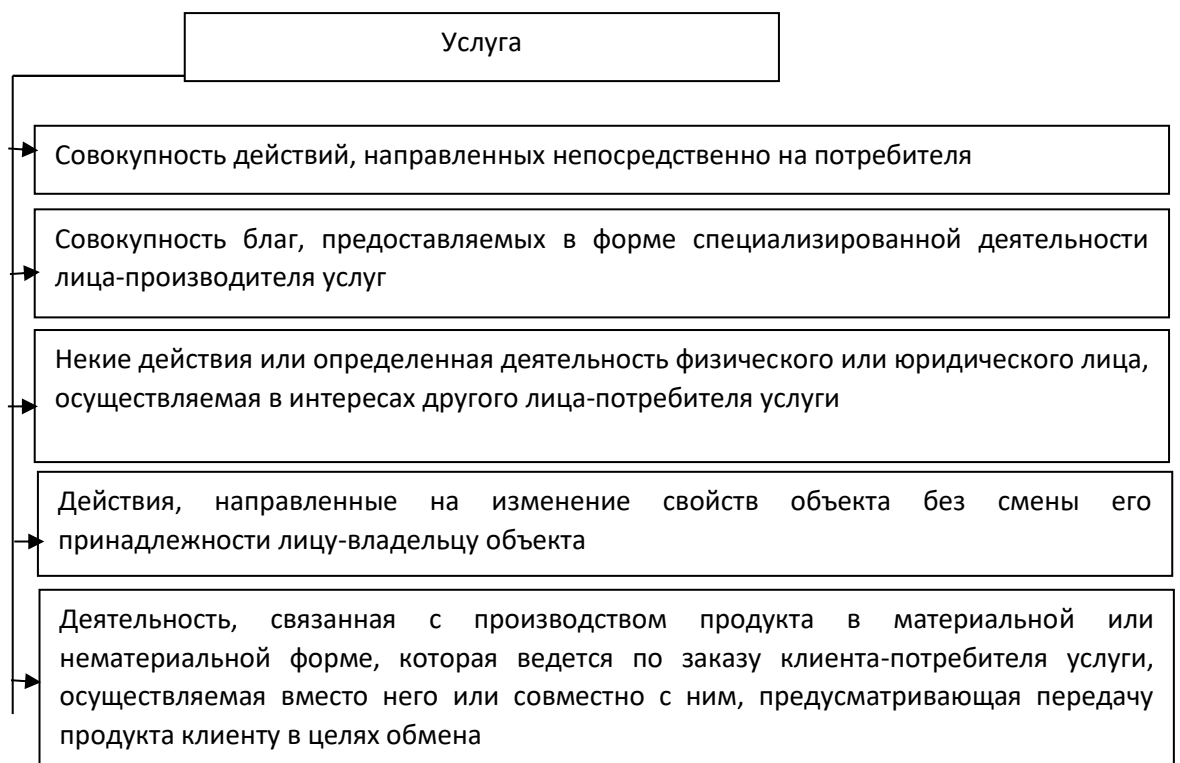 Услуга
Совокупность действий, направленных непосредственно на потребителя
Совокупность благ, предоставляемых в форме специализированной деятельности
лица-производителя услуг
Некие действия или определенная деятельность физического или юридического лица,
осуществляемая в интересах другого лица-потребителя услуги
Действия, направленные на изменение свойств объекта без смены его
принадлежности лицу-владельцу объекта
Деятельность, связанная с производством продукта в материальной или
нематериальной форме, которая ведется по заказу клиента-потребителя услуги,
осуществляемая вместо него или совместно с ним, предусматривающая передачу
продукта клиенту в целях обмена